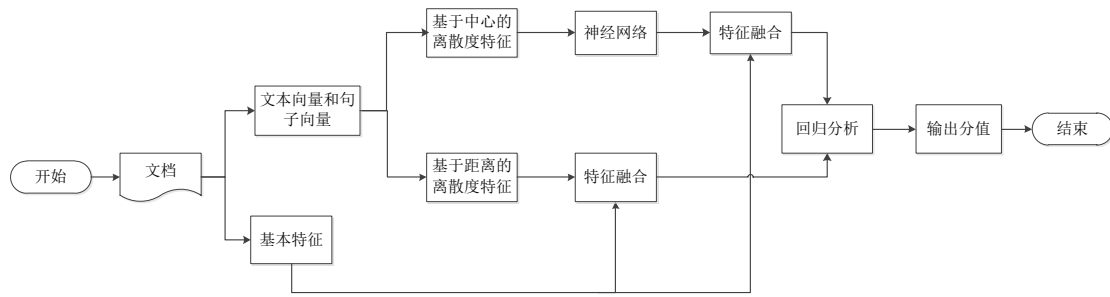 开始
文档
文本向量和句
子向量
基本特征
基于中心的
离散度特征
神经网络
特征融合
基于距离的
离散度特征
特征融合
回归分析
输出分值
结束